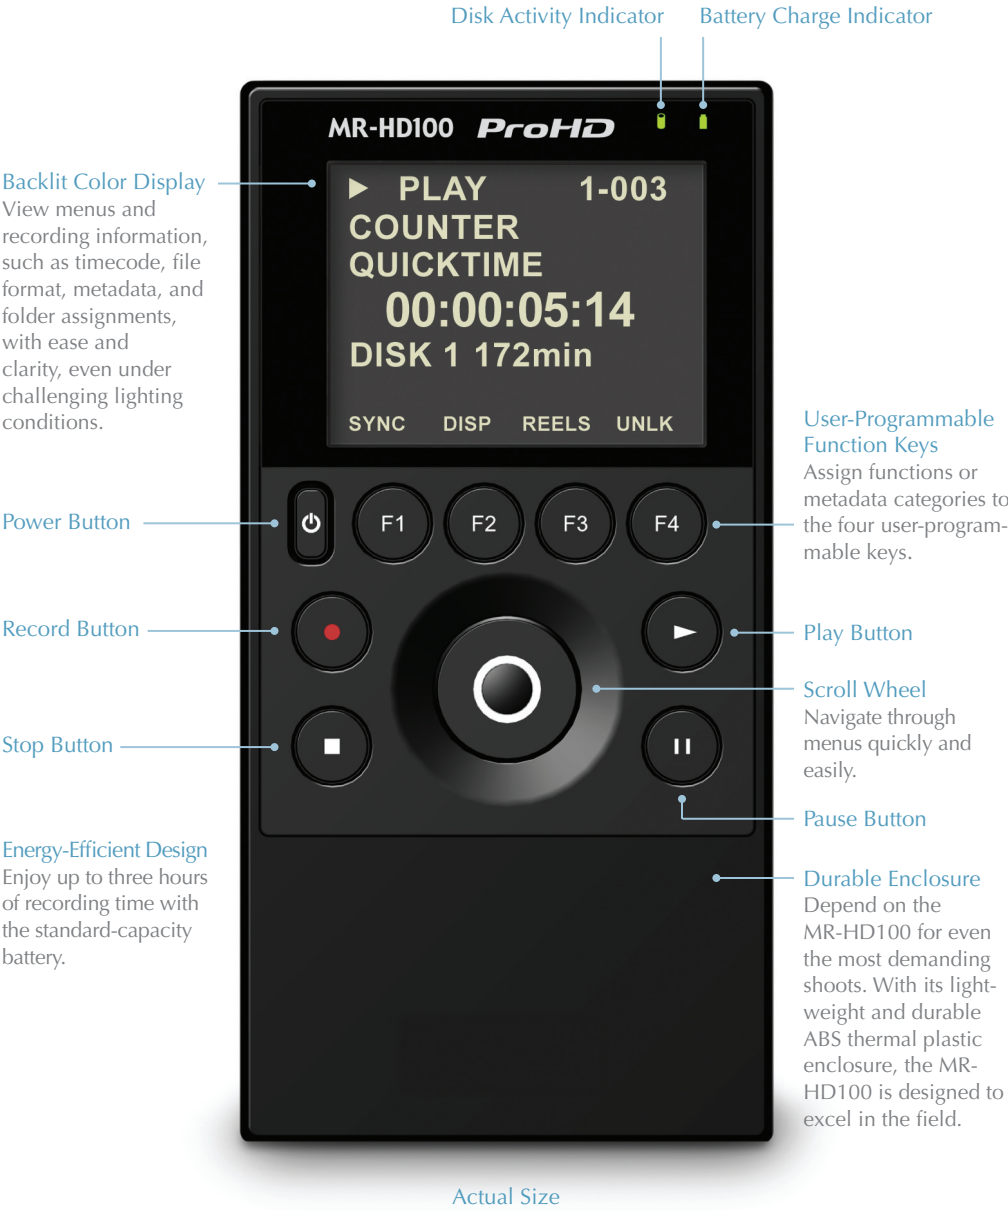 Disk Activity Indicator
Battery Charge Indicator
MR-HD100 ProHD
Backlit Color Display
View menus and
recording information,
such as timecode, file
format, metadata, and
folder assignments,
with ease and
clarity, even under
challenging lighting
conditions.
PLAY 1-003
COUNTER
QUICKTIME
00:00:05:14
DISK 1 172min
SYNC DISP REELS UNLK
User-Programmable
Function Keys
Assign functions or
metadata categories to
the four user-program-
mable keys.
Power Button
F1 F2 F3 F4
Record Button
Play Button
Scroll Wheel
Navigate through
menus quickly and
easily.
Stop Button
Pause Button
Energy-Efficient Design
Enjoy up to three hours
of recording time with
the standard-capacity
battery.
Durable Enclosure
Depend on the
MR-HD100 for even
the most demanding
shoots. With its light-
weight and durable
ABS thermal plastic
enclosure, the MR-
HD100 is designed to
excel in the field.
Actual Size